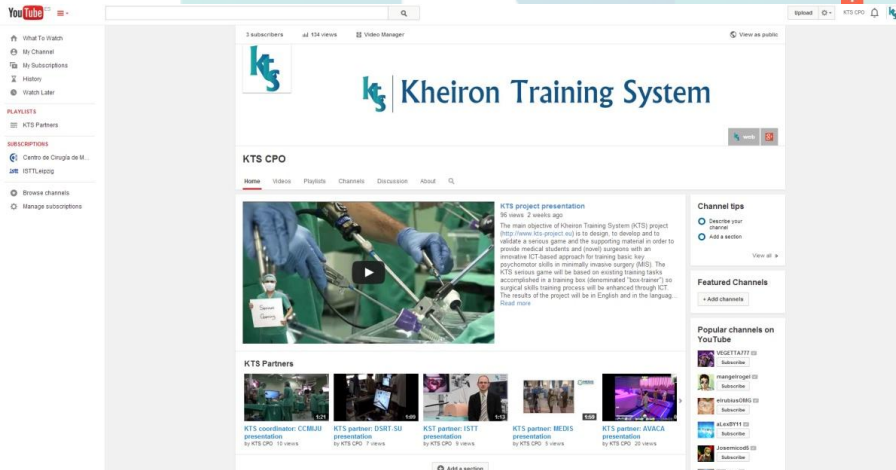 YouTube ES
Upload
KTS CPO
What To Watch
My Channel
My Subscriptions
History
Watch Later
PLAYLISTS
KTS Partners
SUBSCRIPTIONS
Centro de Cirugía de M...
ISTTLeipzig
Browse channels
Manage subscriptions
3 subscribers
134 views
Video Manager
View as public
kts
kts Kheiron Training System
web
KTS CPO
Home
Videos
Playlists
Channels
Discussion
About
KTS project presentation
96 views 2 weeks ago
The main objective of Kheiron Training System (KTS) project
(http://www.kts-project.eu) is to design, to develop and to
validate a serious game and the supporting material in order to
provide medical students and (novel) surgeons with an
innovative ICT-based approach for training basic key
psychomotor skills in minimally invasive surgery (MIS). The
KTS serious game will be based on existing training tasks
accomplished in a training box (denominated "box-trainer") so
surgical skills training process will be enhanced through ICT.
The results of the project will be in English and in the languag...
Read more
KTS Partners
1:21
KTS coordinator: CCMIJU
presentation
by KTS CPO 10 views
1:09
KTS partner: DSRT-SU
presentation
by KTS CPO 7 views
1:13
KST partner: ISTT
presentation
by KTS CPO 9 views
1:08
KTS partner: MEDIS
presentation
by KTS CPO 5 views
KTS partner: AVACA
presentation
by KTS CPO 20 views
Add a section
Channel tips
Describe your
channel
Add a section
View all
Featured Channels
+ Add channels
Popular channels on
YouTube
VEGETTA777
Subscribe
mangelrogel
Subscribe
elrubiusOMG
Subscribe
aLexBY11
Subscribe
JosemicodS
Subscribe